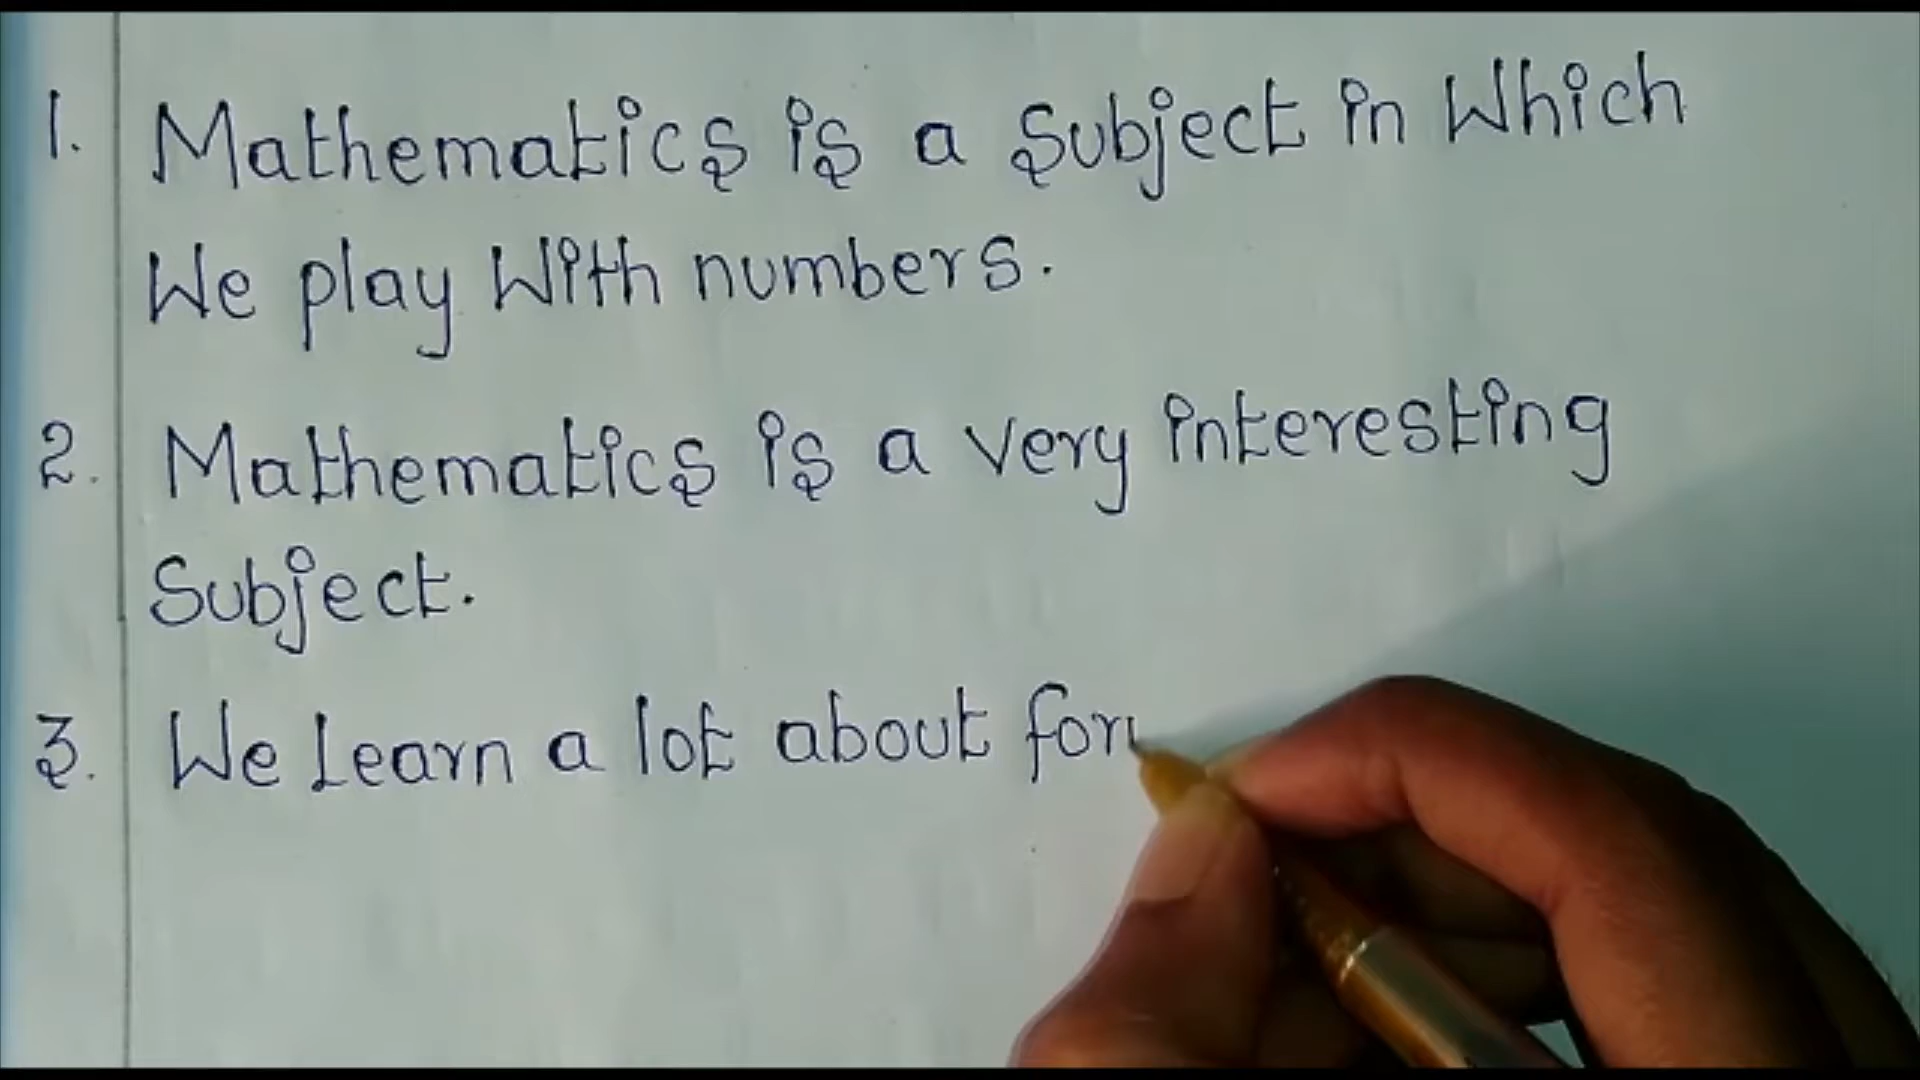 1. Mathematics is a Subject in Which
We play With numbers.
2. Mathematics is a very interesting
Subject.
3. We Learn a lot about